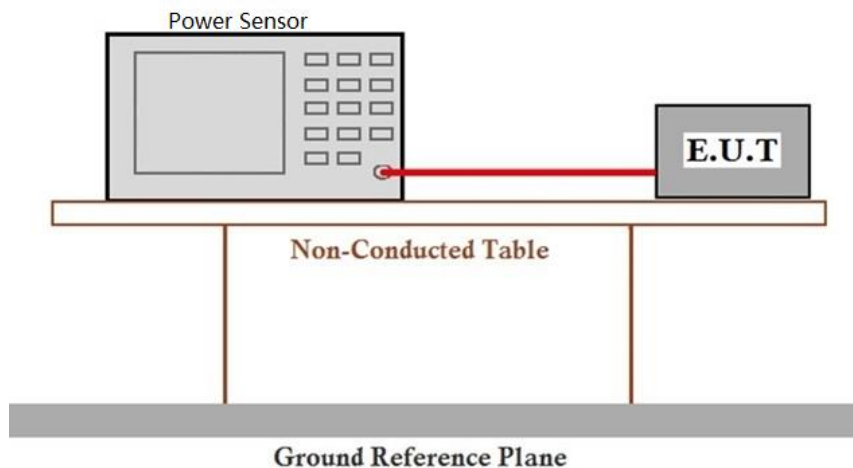 Power Sensor
E.U.T
Non-Conducted Table
Ground Reference Plane